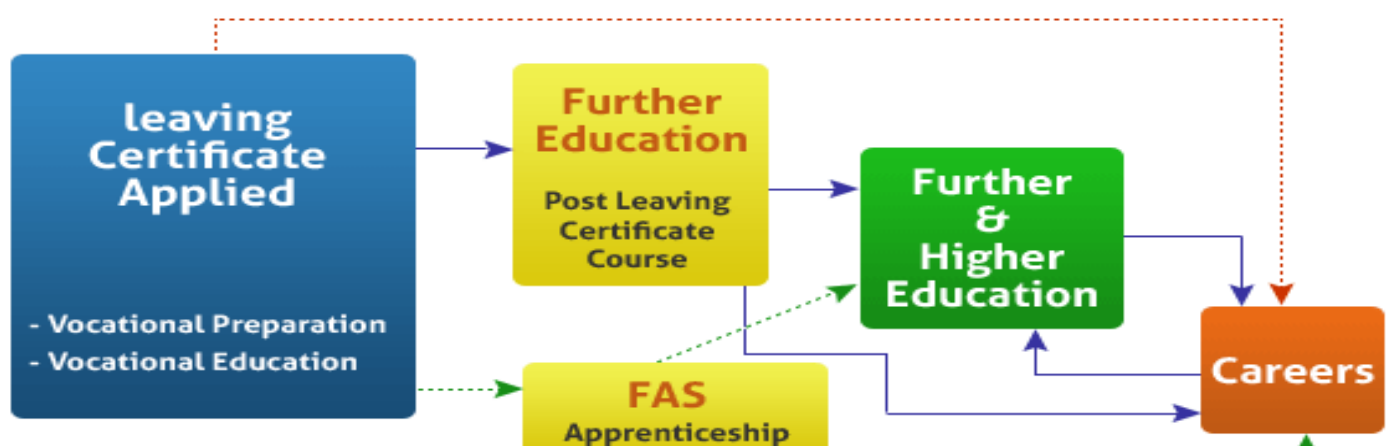 leaving
Certificate
Applied
- Vocational Preparation
- Vocational Education
Further
Education
Post Leaving
Certificate
Course
FAS
Apprenticeship
Further
&
Higher
Education
Careers